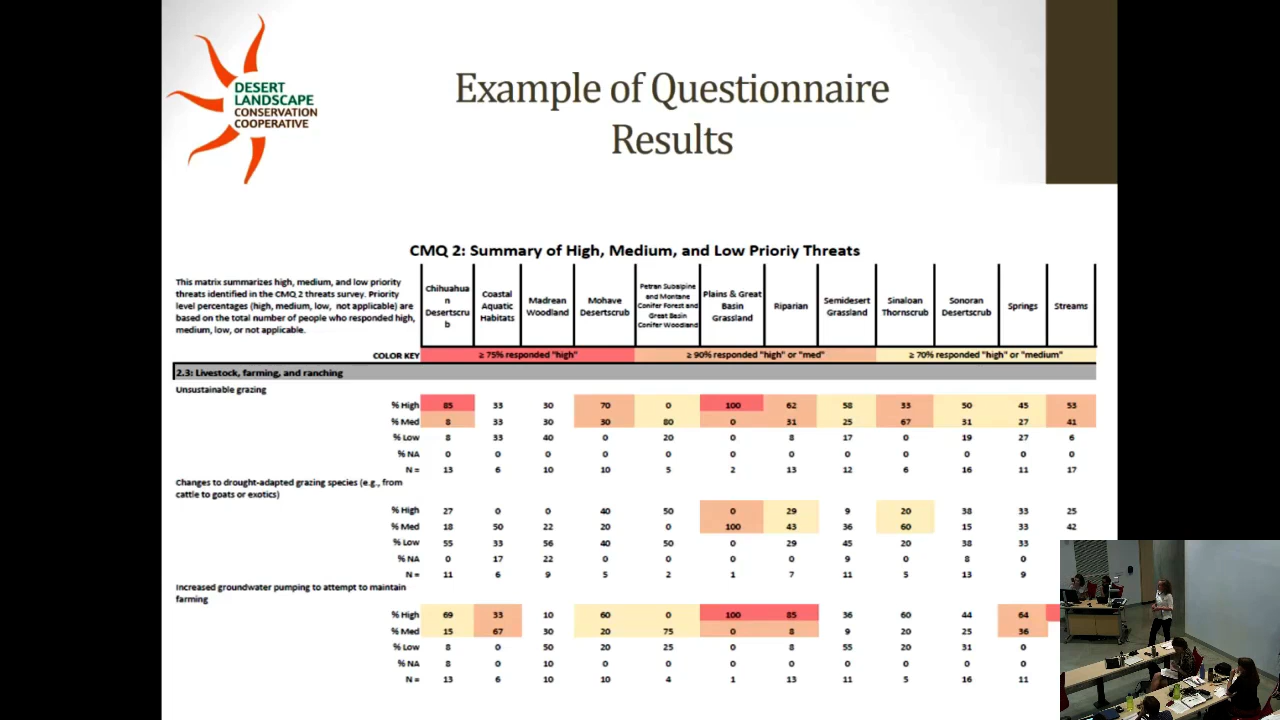 DESERT
LANDSCAPE
CONSERVATION
COOPERATIVE
Example of Questionnaire
Results
CMQ 2: Summary of High, Medium, and Low Prioriy Threats
This matrix summarizes high, medium, and low priority
threats identified in the CMQ 2 threats survey. Priority
level percentages (high, medium, low, not applicable) are
based on the total number of people who responded high,
medium, low, or not applicable.
Chihuahua
n
Desertscru
b
Coastal
Aquatic
Habitats
Madrean
Woodland
Mohave
Desertscrub
Petran Subalpine
and Montane
Conifer Forest and
Great Basin
Conifer Woodland
Plains & Great
Basin
Grassland
Riparian
Semidesert
Grassland
Sinaloan
Thornscrub
Sonoran
Desertscrub
Springs
Streams
COLOR KEY ≥ 75% responded "high" ≥ 90% responded "high" or "med" ≥ 70% responded "high" or "medium"
2.3: Livestock, farming, and ranching
Unsustainable grazing
% High 85 33 30 70 0 100 62 58 33 50 45 53
% Med 8 33 30 30 80 0 31 25 67 31 27 41
% Low 8 33 40 0 20 0 8 17 0 19 27 6
% NA 0 0 0 0 0 0 0 0 0 0 0 0
N = 13 6 10 10 5 2 13 12 6 16 11 17
Changes to drought-adapted grazing species (e.g., from
cattle to goats or exotics)
% High 27 0 0 40 50 0 29 9 20 38 33 25
% Med 18 50 22 20 0 100 43 36 60 15 33 42
% Low 55 33 56 40 50 0 29 45 20 38 33
% NA 0 17 22 0 0 0 0 9 0 8 0
N = 11 6 9 5 2 1 7 11 5 13 9
Increased groundwater pumping to attempt to maintain
farming
% High 69 33 10 60 0 100 85 36 60 44 64
% Med 15 67 30 20 75 0 8 9 20 25 36
% Low 8 0 50 20 25 0 8 55 20 31 0
% NA 8 0 10 0 0 0 0 0 0 0 0
N = 13 6 10 10 4 1 13 11 5 16 11